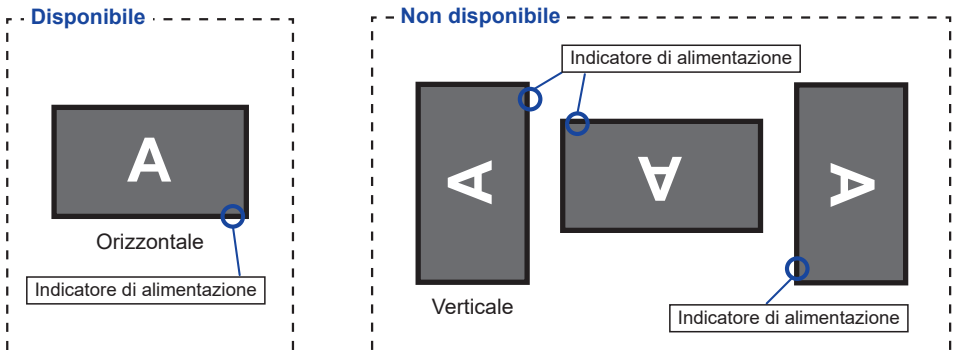 Disponibile
A
Orizzontale
Indicatore di alimentazione
Non disponibile
Indicatore di alimentazione
A
A
A
Verticale
Indicatore di alimentazione